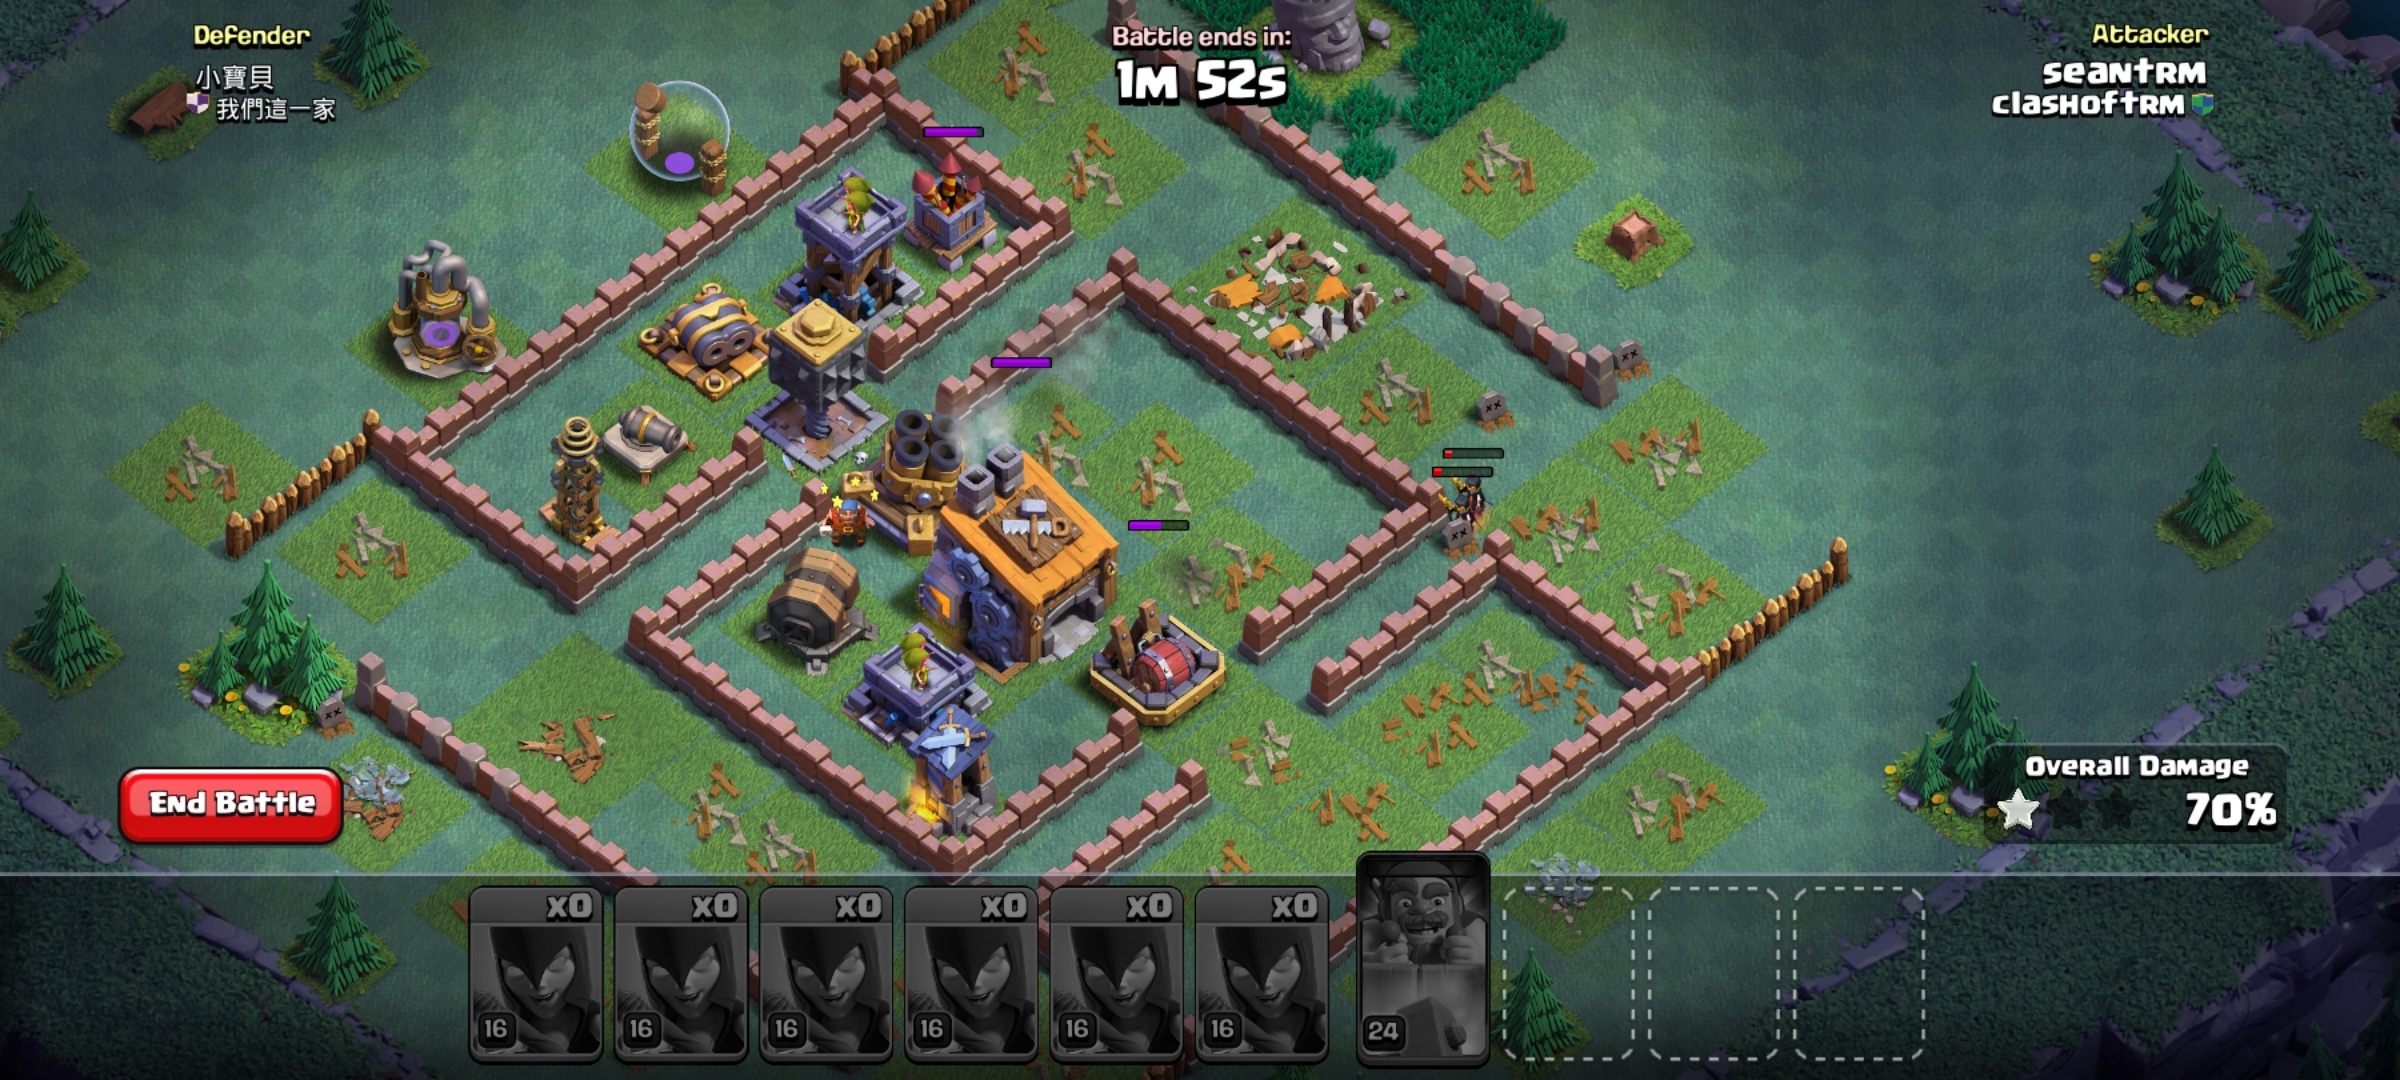 Defender
小寶貝
我們這一家
Battle ends in:
1M 52S
Attacker
seantRM
clashoftRM
End Battle
Overall Damage
70%
x0
x0
x0
x0
x0
x0
16
16
16
16
16
16
24